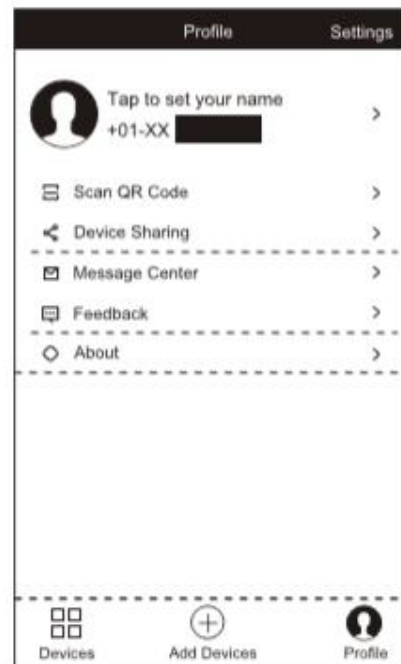 Profile Settings
Tap to set your name
+01-XX
Scan QR Code
Device Sharing
Message Center
Feedback
About
Devices Add Devices Profile